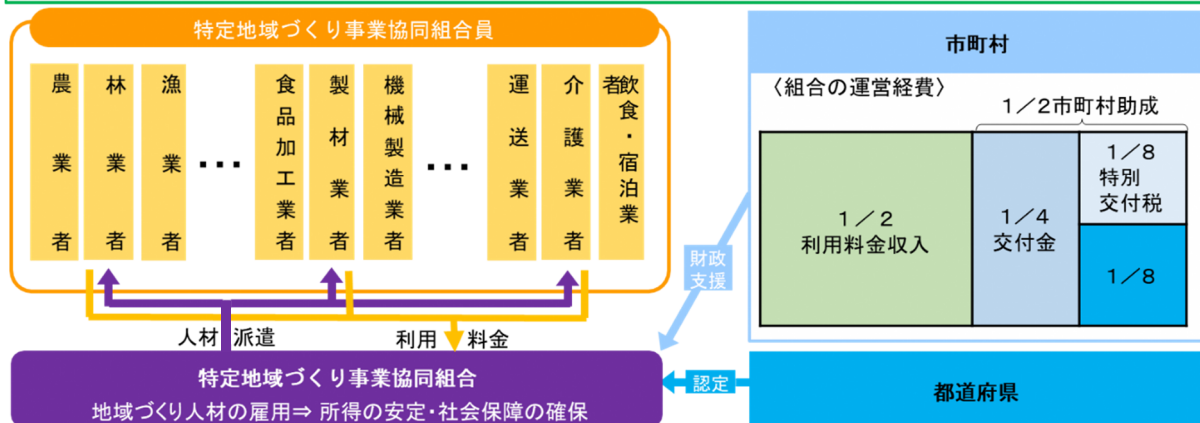 特定地域づくり事業協同組合員
農業者
林業者
漁業者
・・・
食品加工業者
製材業者
機械製造業者
・・・
運送業者
介護業者
飲食・宿泊業者
人材派遣
利用料金
特定地域づくり事業協同組合
地域づくり人材の雇用⇒ 所得の安定・社会保障の確保
財政
支援
認定
市町村
〈組合の運営経費〉
1／2市町村助成
1／2
利用料金収入
1／4
交付金
1／8
特別
交付税
1／8
都道府県